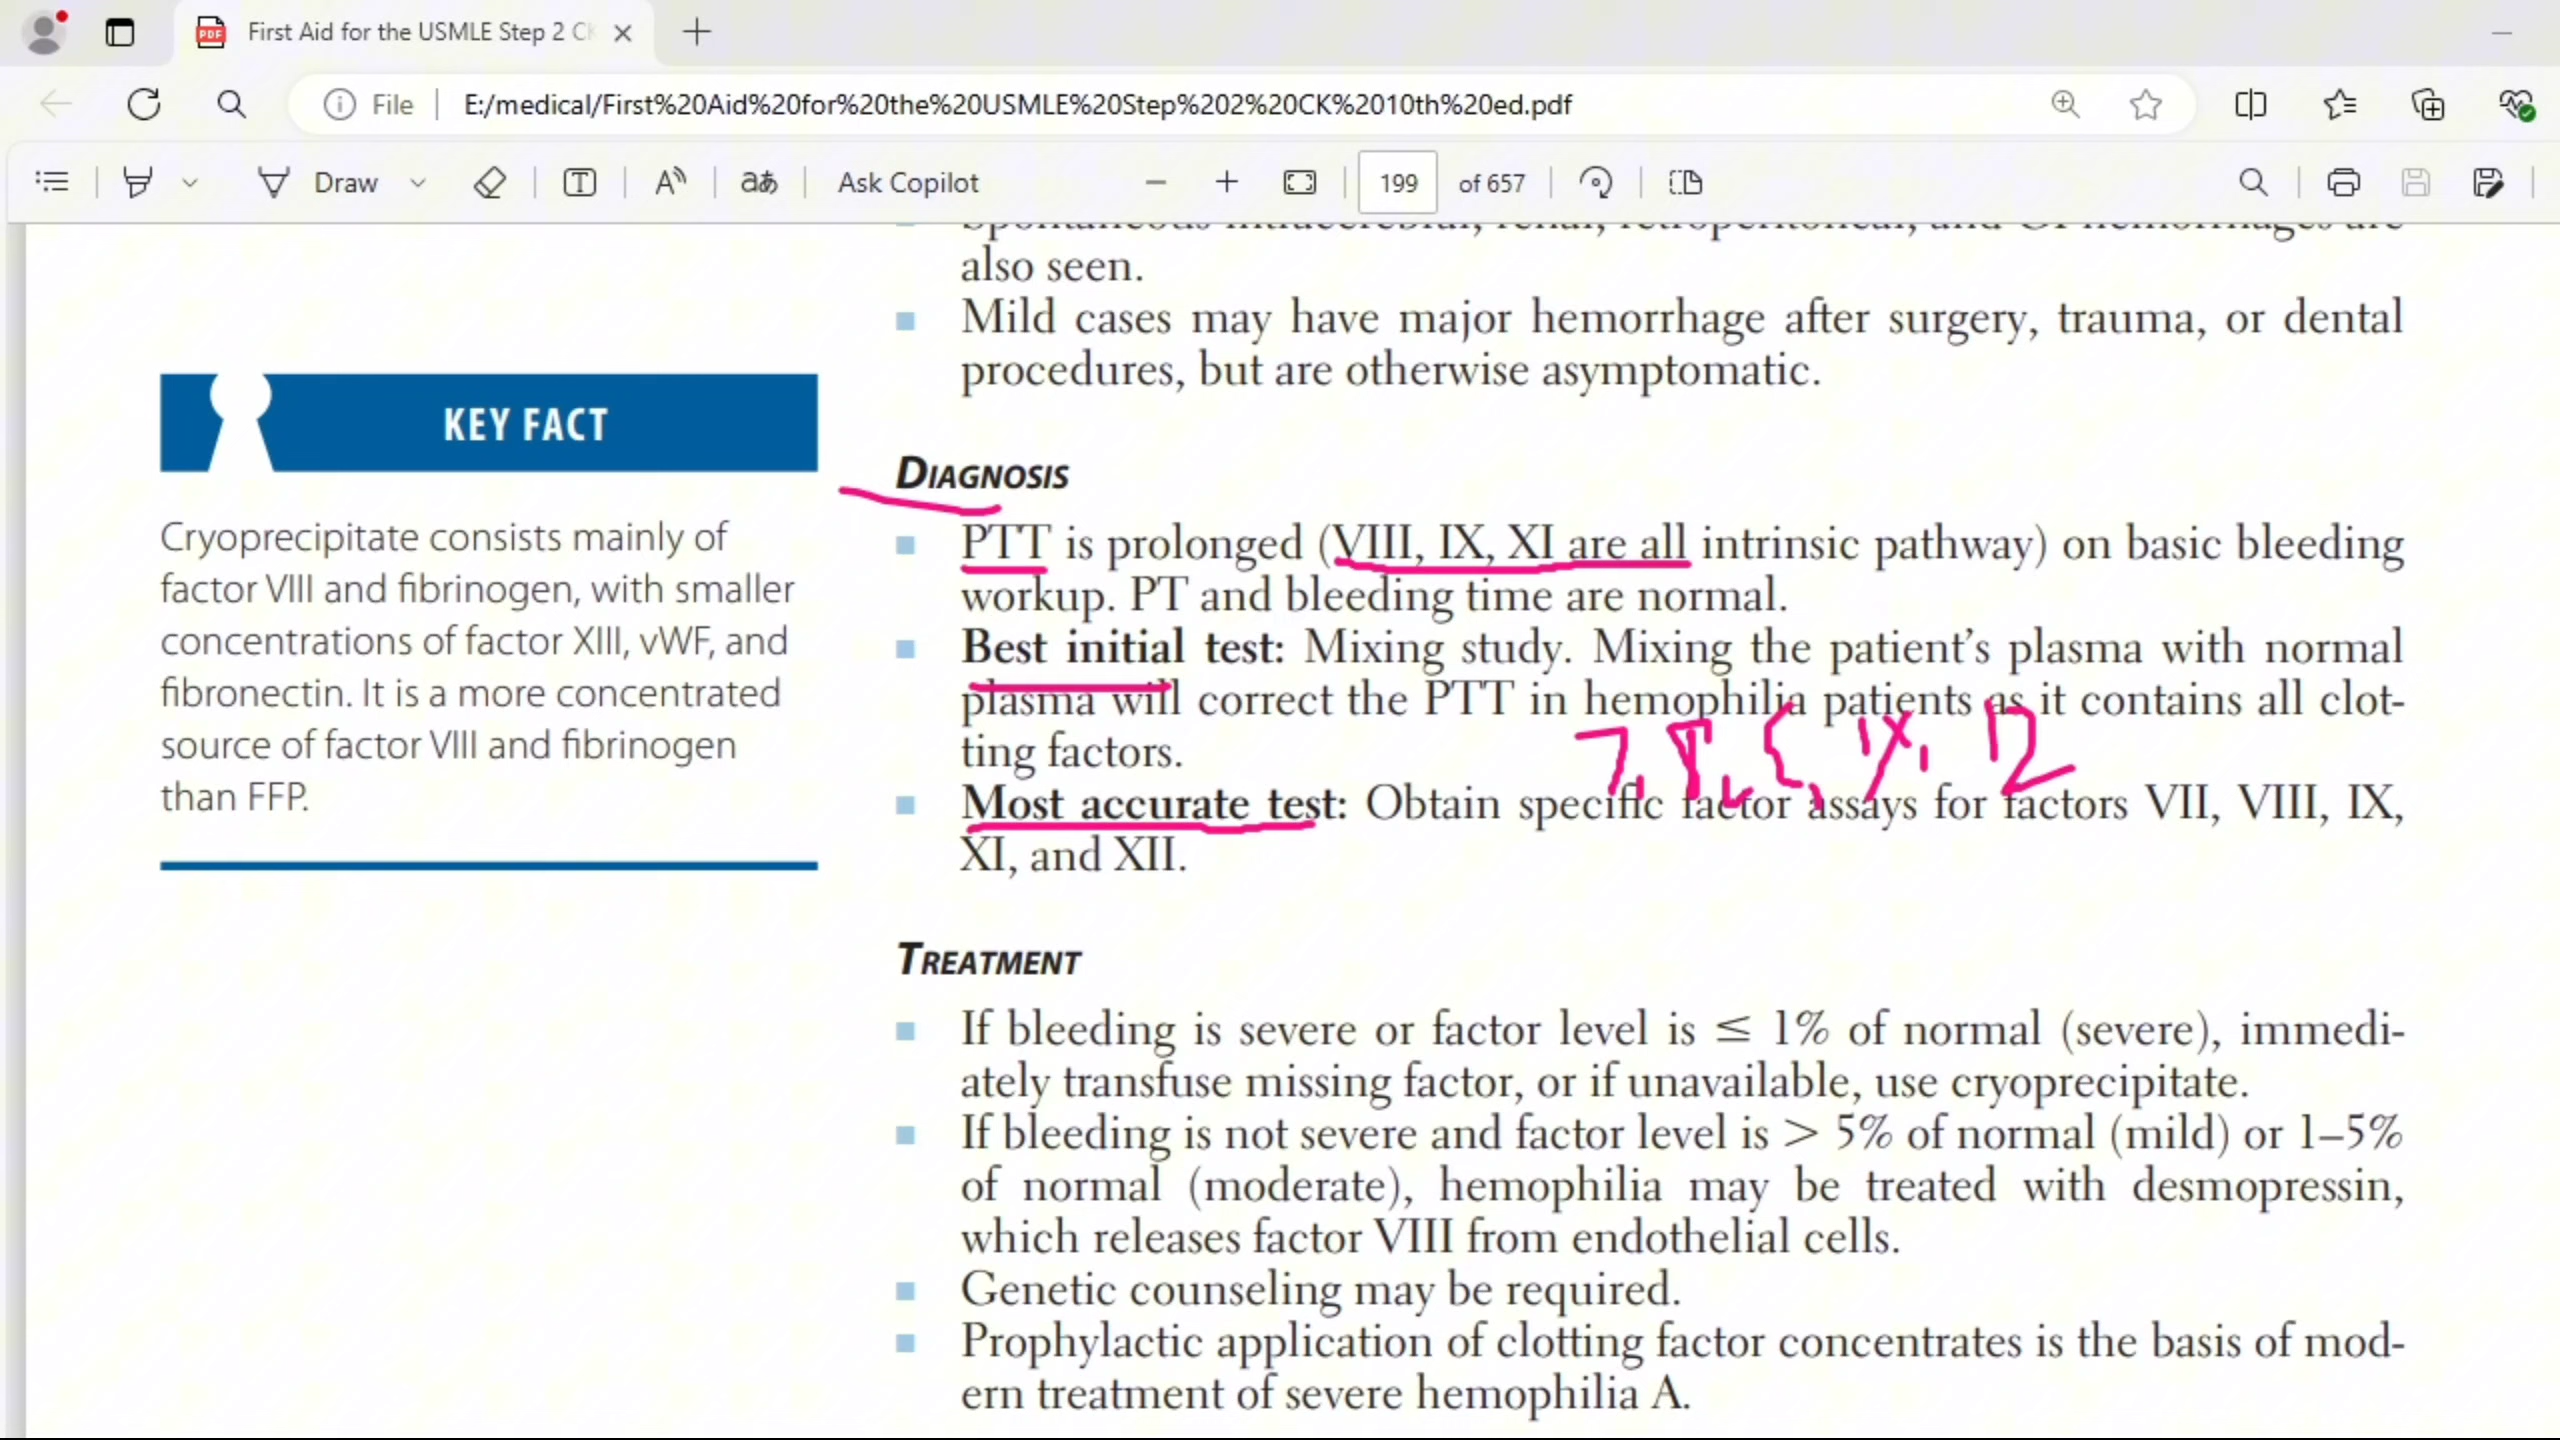 First Aid for the USMLE Step 2 CK
File
E:/medical/First%20Aid%20for%20the%20USMLE%20Step%202%20CK%2010th%20ed.pdf
Draw
aあ
Ask Copilot
199 of 657
also seen.
Mild cases may have major hemorrhage after surgery, trauma, or dental
procedures, but are otherwise asymptomatic.
KEY FACT
Cryoprecipitate consists mainly of
factor VIII and fibrinogen, with smaller
concentrations of factor XIII, vWF, and
fibronectin. It is a more concentrated
source of factor VIII and fibrinogen
than FFP.
DIAGNOSIS
PTT is prolonged (VIII, IX, XI are all intrinsic pathway) on basic bleeding
workup. PT and bleeding time are normal.
Best initial test: Mixing study. Mixing the patient's plasma with normal
plasma will correct the PTT in hemophilia patients as it contains all clot-
ting factors.
Most accurate test: Obtain specific factor assays for factors VII, VIII, IX,
XI, and XII.
TREATMENT
If bleeding is severe or factor level is ≤ 1% of normal (severe), immedi-
ately transfuse missing factor, or if unavailable, use cryoprecipitate.
If bleeding is not severe and factor level is > 5% of normal (mild) or 1–5%
of normal (moderate), hemophilia may be treated with desmopressin,
which releases factor VIII from endothelial cells.
Genetic counseling may be required.
Prophylactic application of clotting factor concentrates is the basis of mod-
ern treatment of severe hemophilia A.